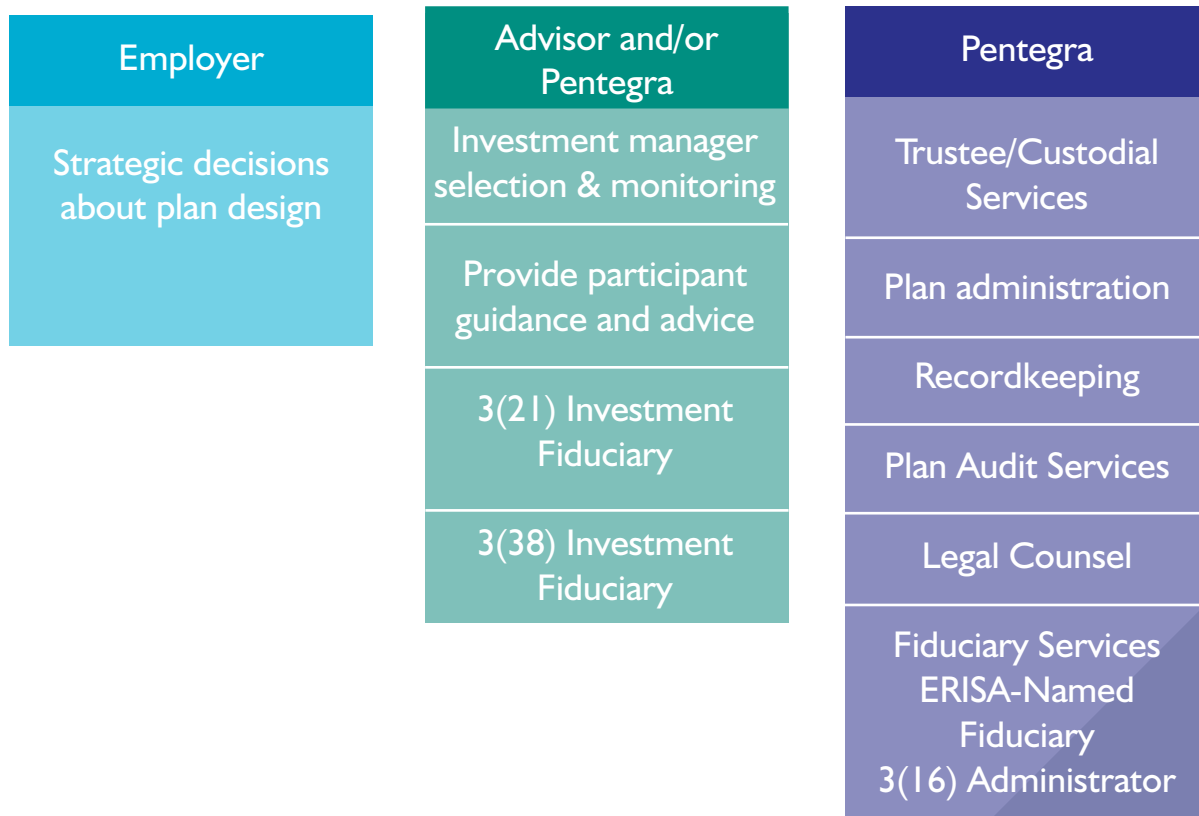 Employer
Strategic decisions
about plan design
Advisor and/or
Pentegra
Investment manager
selection & monitoring
Provide participant
guidance and advice
3(21) Investment
Fiduciary
3(38) Investment
Fiduciary
Pentegra
Trustee/Custodial
Services
Plan administration
Recordkeeping
Plan Audit Services
Legal Counsel
Fiduciary Services
ERISA-Named
Fiduciary
3(16) Administrator